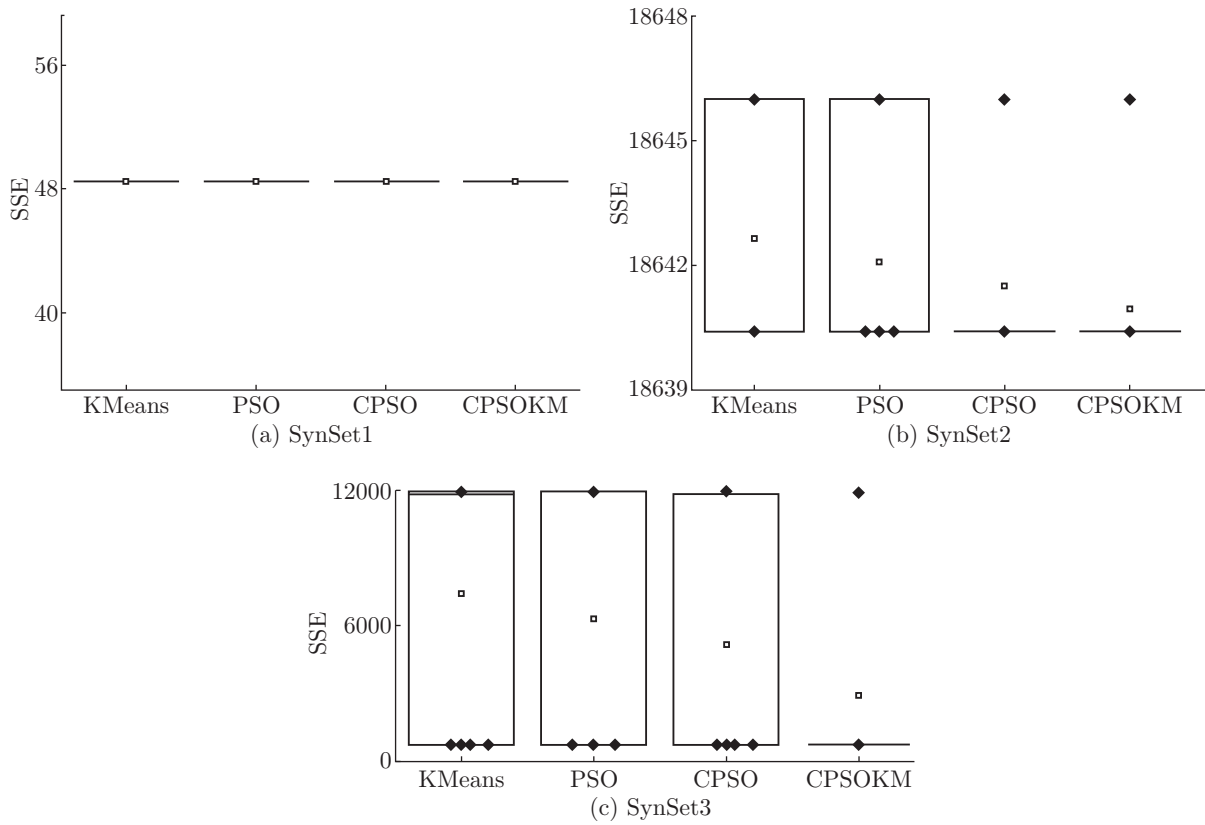 56
48
40
SSE
KMeans PSO CPSO CPSOKM
(a) SynSet1
18648
18645
18642
18639
SSE
KMeans PSO CPSO CPSOKM
(b) SynSet2
12000
6000
0
SSE
KMeans PSO CPSO CPSOKM
(c) SynSet3